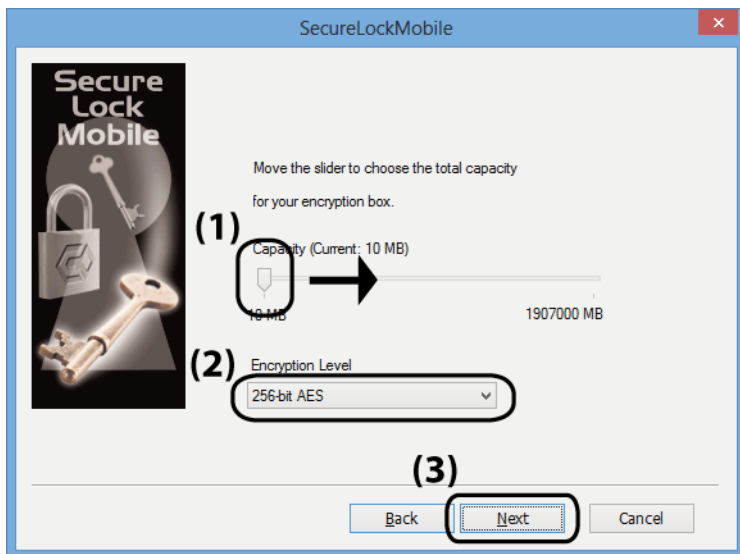 SecureLockMobile
Secure
Lock
Mobile
Move the slider to choose the total capacity
for your encryption box.
(1)
Capacity (Current: 10 MB)
10 MB
1907000 MB
(2)
Encryption Level
256-bit AES
(3)
Back
Next
Cancel